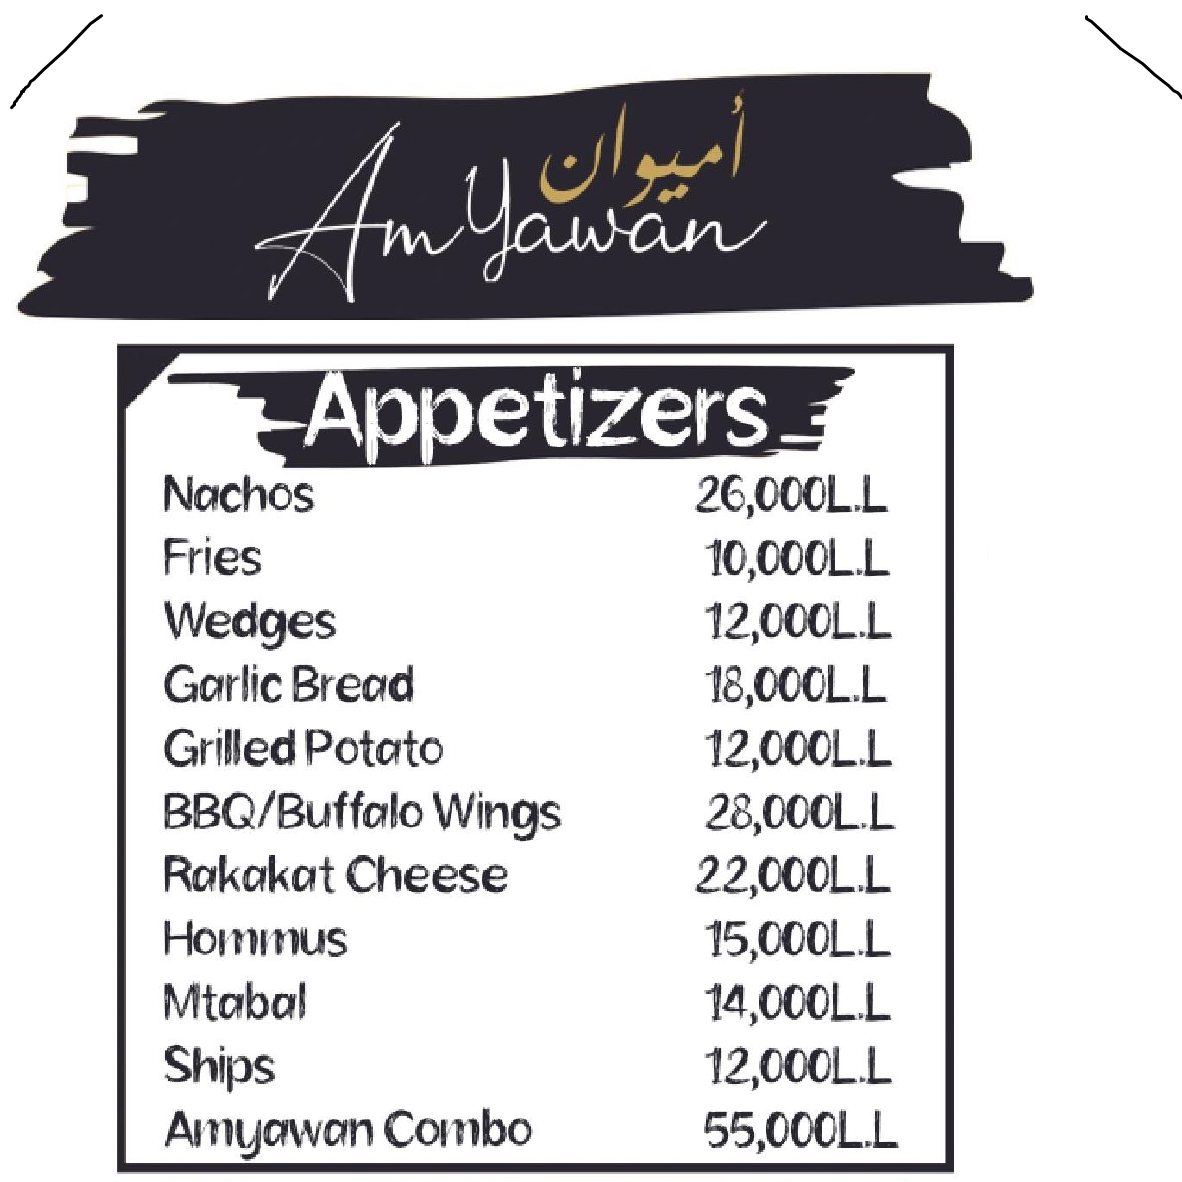 أميوان
AmYawan
Appetizers
Nachos 26,000L.L
Fries 10,000L.L
Wedges 12,000L.L
Garlic Bread 18,000L.L
Grilled Potato 12,000L.L
BBQ/Buffalo Wings 28,000L.L
Rakakat Cheese 22,000L.L
Hommus 15,000L.L
Mtabal 14,000L.L
Ships 12,000L.L
Amyawan Combo 55,000L.L